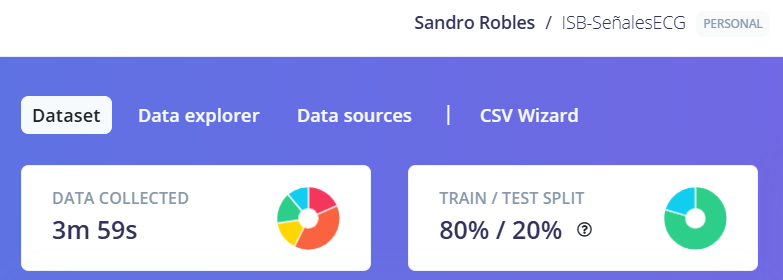 Sandro Robles / ISB-SeñalesECG PERSONAL
Dataset Data explorer Data sources | CSV Wizard
DATA COLLECTED
3m 59s
TRAIN / TEST SPLIT
80% / 20% ?